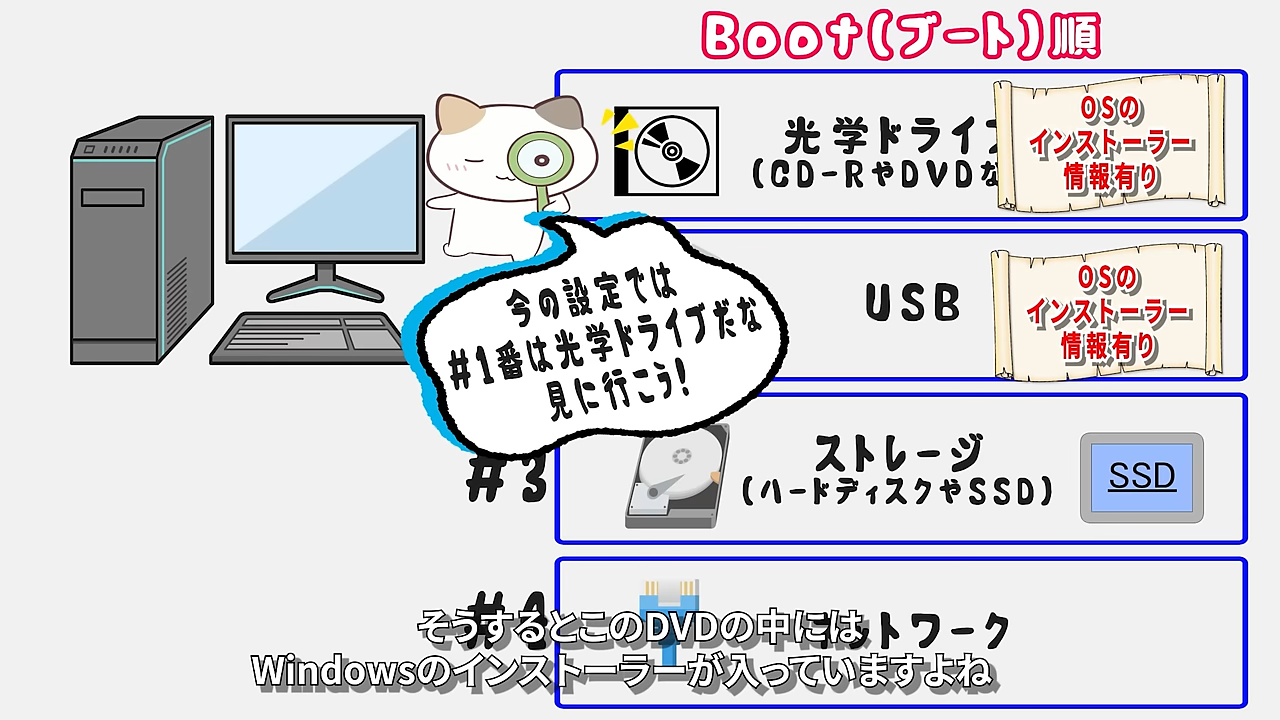 Boot(ブート)順
光学ドライブ
(CD-RやDVDな
OSの
インストーラー
情報有り
USB
OSの
インストーラー
情報有り
今の設定では
#1番は光学ドライブだな
見に行こう!
#3
ストレージ
(ハードディスクやSSD)
SSD
ネットワーク
そうするとこのDVDの中には
Windowsのインストーラーが入っていますよね